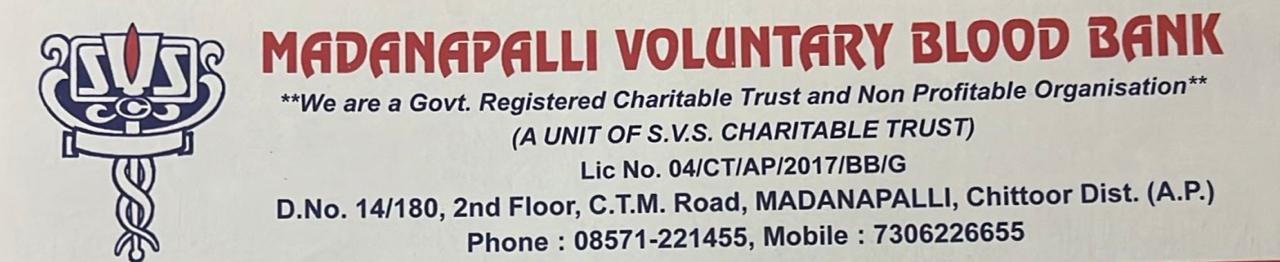 SVS
C
MADANAPALLI VOLUNTARY BLOOD BANK
**We are a Govt. Registered Charitable Trust and Non Profitable Organisation**
(A UNIT OF S.V.S. CHARITABLE TRUST)
Lic No. 04/CT/AP/2017/BB/G
D.No. 14/180, 2nd Floor, C.T.M. Road, MADANAPALLI, Chittoor Dist. (A.P.)
Phone : 08571-221455, Mobile : 7306226655